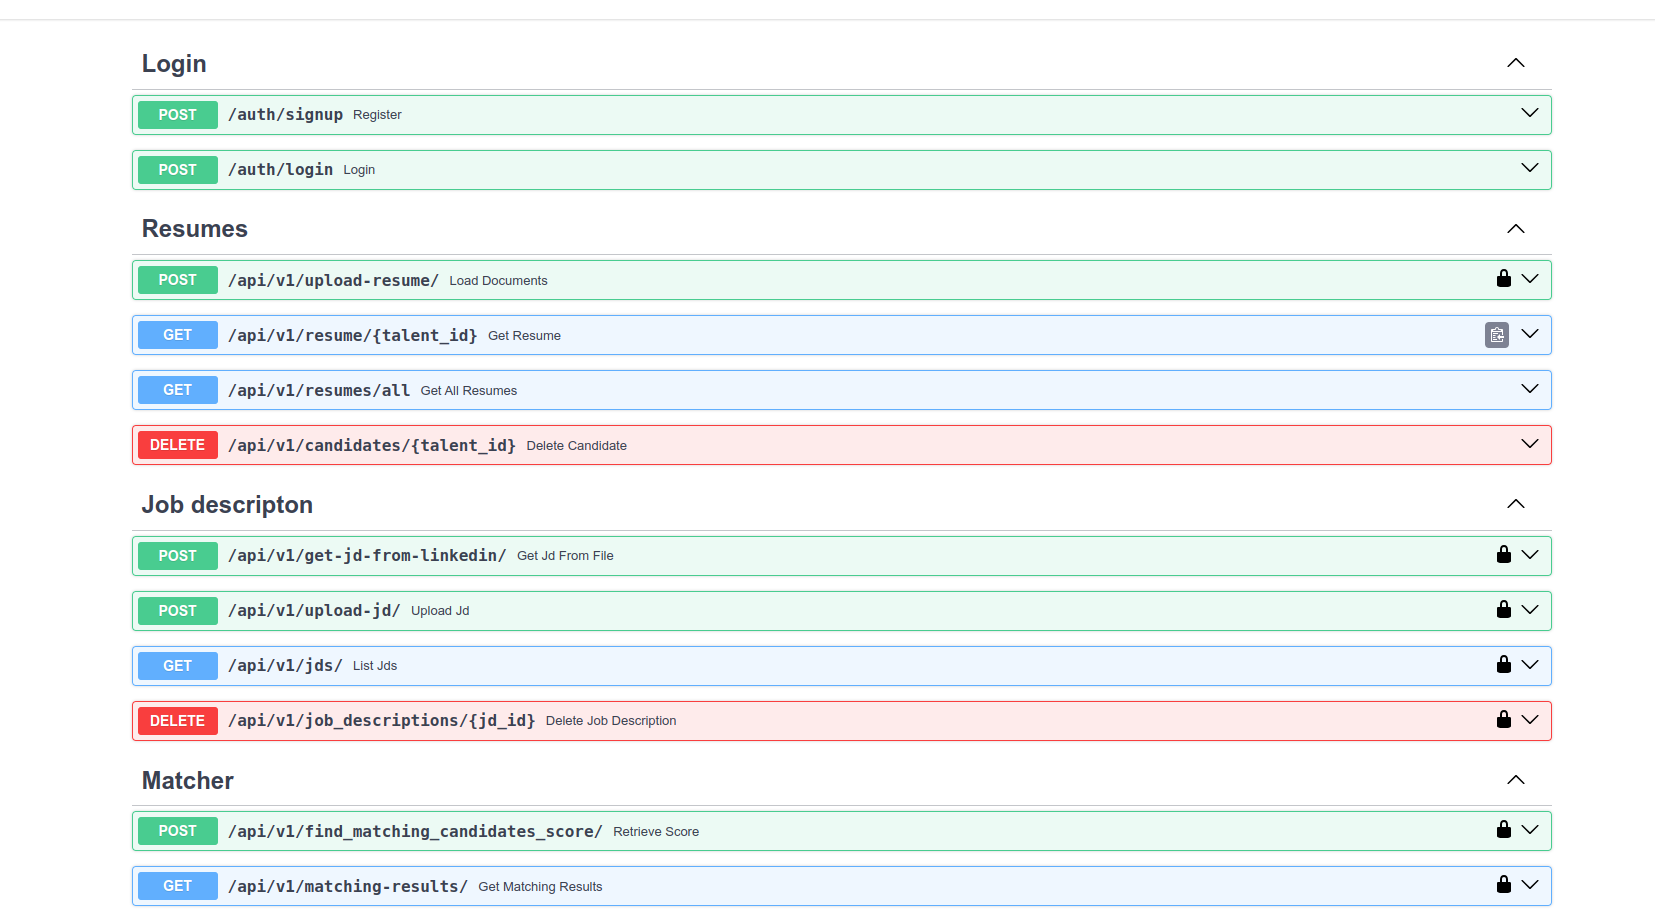 Login
POST /auth/signup Register
POST /auth/login Login
Resumes
POST /api/v1/upload-resume/ Load Documents
GET /api/v1/resume/{talent_id} Get Resume
GET /api/v1/resumes/all Get All Resumes
DELETE /api/v1/candidates/{talent_id} Delete Candidate
Job descripton
POST /api/v1/get-jd-from-linkedin/ Get Jd From File
POST /api/v1/upload-jd/ Upload Jd
GET /api/v1/jds/ List Jds
DELETE /api/v1/job_descriptions/{jd_id} Delete Job Description
Matcher
POST /api/v1/find_matching_candidates_score/ Retrieve Score
GET /api/v1/matching-results/ Get Matching Results